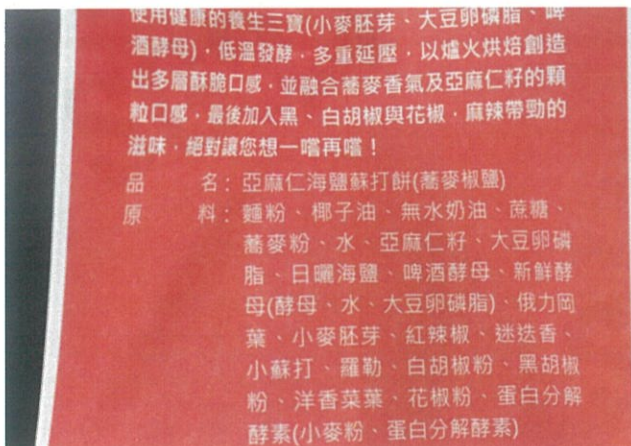 使用健康的養生三寶(小麥胚芽、大豆卵磷脂、啤
酒酵母)，低溫發酵，多重延壓，以爐火烘焙創造
出多層酥脆口感，並融合蕎麥香氣及亞麻仁籽的顆
粒口感，最後加入黑、白胡椒與花椒，麻辣帶勁的
滋味，絕對讓您想一嚐再嚐！
品　　名：亞麻仁海鹽蘇打餅(蕎麥椒鹽)
原　　料：麵粉、椰子油、無水奶油、蔗糖、
蕎麥粉、水、亞麻仁籽、大豆卵磷
脂、日曬海鹽、啤酒酵母、新鮮酵
母(酵母、水、大豆卵磷脂)、俄力岡
葉、小麥胚芽、紅辣椒、迷迭香、
小蘇打、羅勒、白胡椒粉、黑胡椒
粉、洋香菜葉、花椒粉、蛋白分解
酵素(小麥粉、蛋白分解酵素)